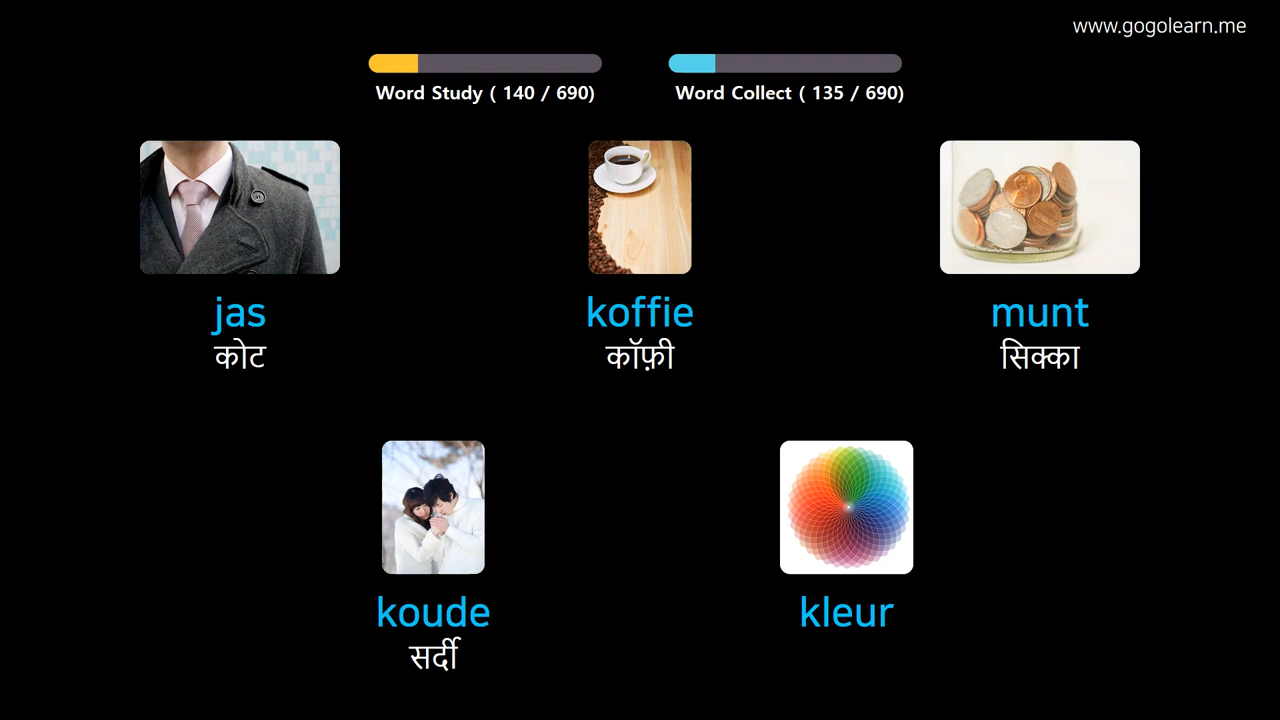 www.gogolearn.me
Word Study ( 140 / 690)
Word Collect ( 135 / 690)
jas
कोट
koffie
कॉफ़ी
munt
सिक्का
koude
सर्दी
kleur